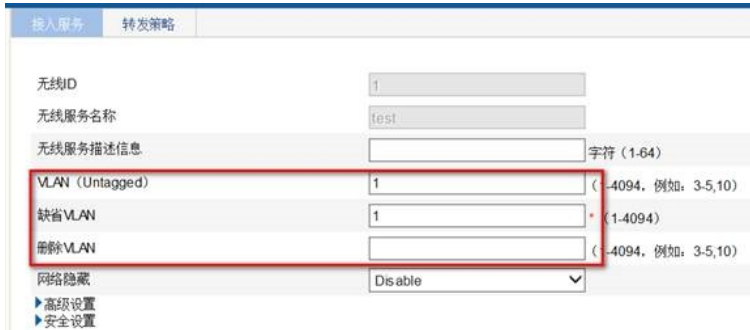 接入服务 转发策略
无线ID 1
无线服务名称 test
无线服务描述信息 字符（1-64）
VLAN（Untagged） 1 （1-4094，例如：3-5,10）
缺省VLAN 1 * （1-4094）
删除VLAN （1-4094，例如：3-5,10）
网络隐藏 Disable
高级设置
安全设置